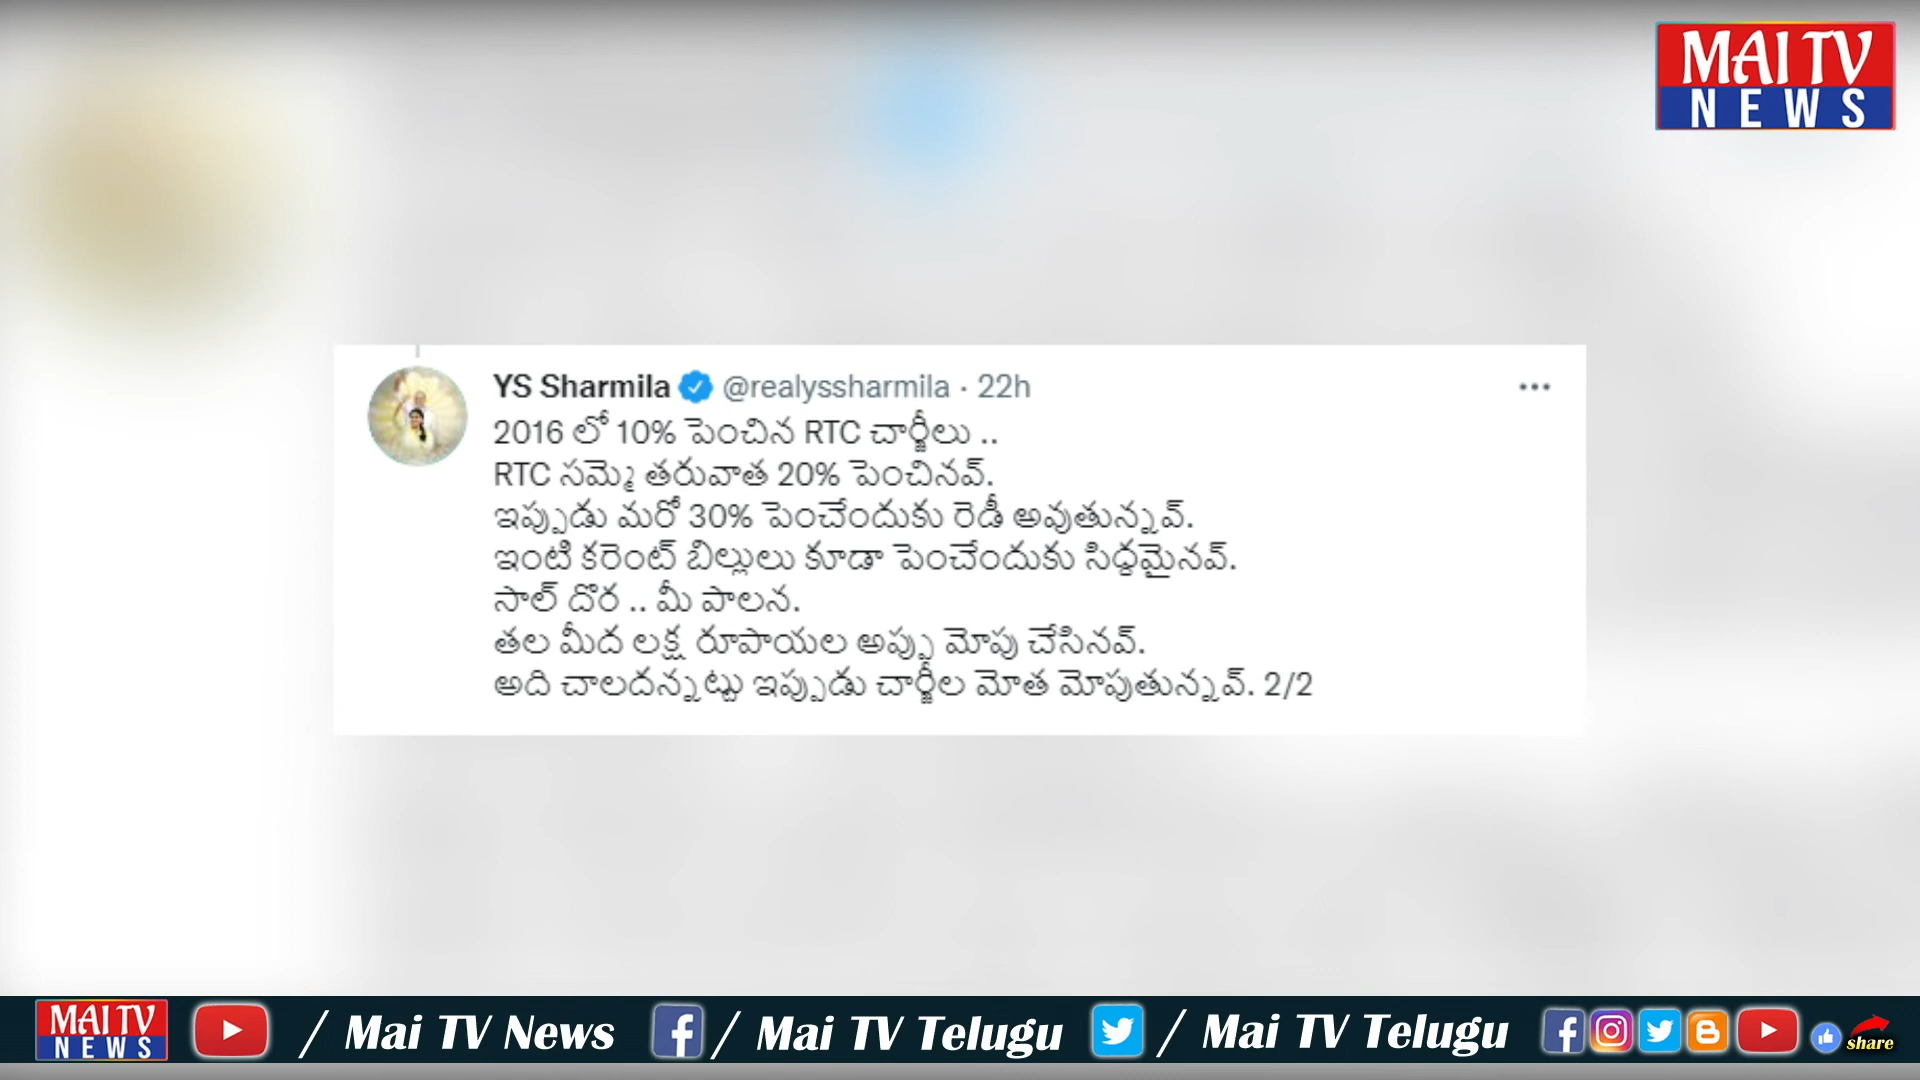 MAI TV
NEWS
YS Sharmila @realyssharmila · 22h
2016 లో 10% పెంచిన RTC చార్జీలు ..
RTC సమ్మె తరువాత 20% పెంచినవ్.
ఇప్పుడు మరో 30% పెంచేందుకు రెడీ అవుతున్నవ్.
ఇంటి కరెంట్ బిల్లులు కూడా పెంచేందుకు సిద్ధమైనవ్.
సాల్ దొర .. మీ పాలన.
తల మీద లక్ష రూపాయల అప్పు మోపు చేసినవ్.
అది చాలదన్నట్టు ఇప్పుడు చార్జీల మోత మోపుతున్నవ్. 2/2
MAI TV
NEWS
/ Mai TV News
/ Mai TV Telugu
/ Mai TV Telugu
share